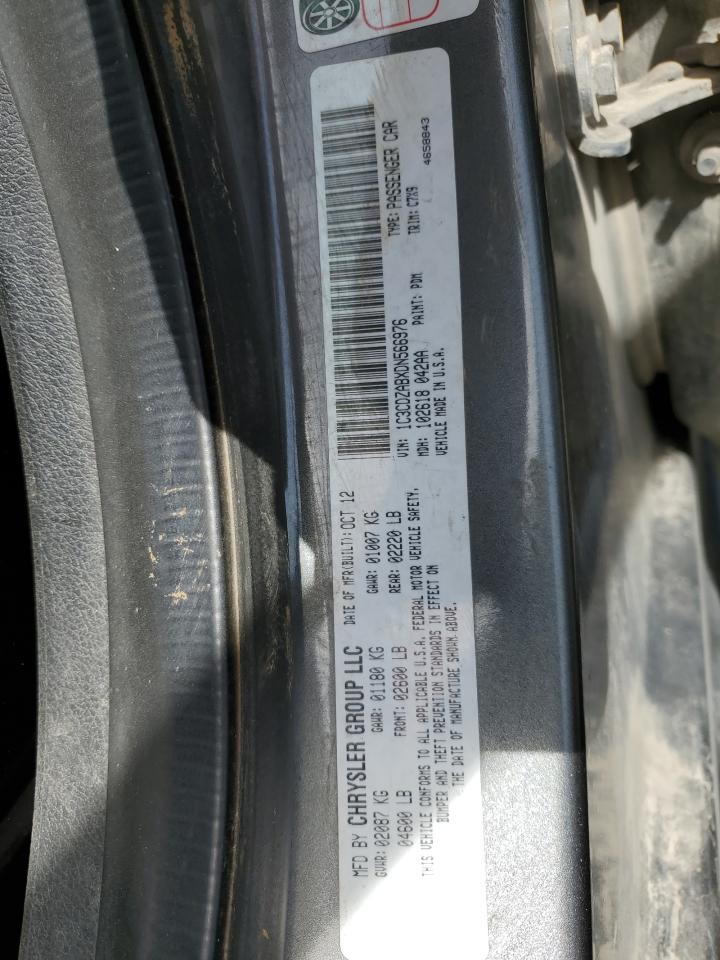 MFD BY CHRYSLER GROUP LLC DATE OF MFR(BUILT): OCT 12
GVWR: 02087 KG GAWR: 01180 KG GAWR: 01007 KG
04600 LB FRONT: 02600 LB REAR: 02220 LB
THIS VEHICLE CONFORMS TO ALL APPLICABLE U.S.A. FEDERAL MOTOR VEHICLE SAFETY,
BUMPER AND THEFT PREVENTION STANDARDS IN EFFECT ON
THE DATE OF MANUFACTURE SHOWN ABOVE.
VIN: 1C3CDZABXDN566976 TYPE: PASSENGER CAR
MDH: 102618 042AA PAINT: PDM TRIM: C7X9
VEHICLE MADE IN U.S.A. 4658843